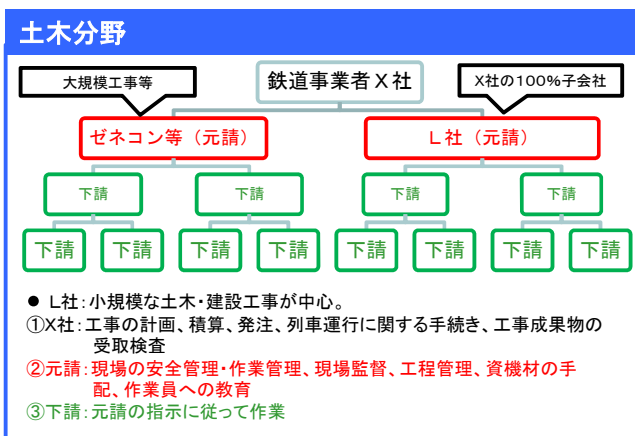 土木分野
大規模工事等
鉄道事業者X社
X社の100%子会社
ゼネコン等（元請）
L社（元請）
下請
下請
下請
下請
下請
下請
下請
下請
下請
下請
下請
下請
● L社：小規模な土木・建設工事が中心。
①X社：工事の計画、積算、発注、列車運行に関する手続き、工事成果物の
受取検査
②元請：現場の安全管理・作業管理、現場監督、工程管理、資機材の手
配、作業員への教育
③下請：元請の指示に従って作業